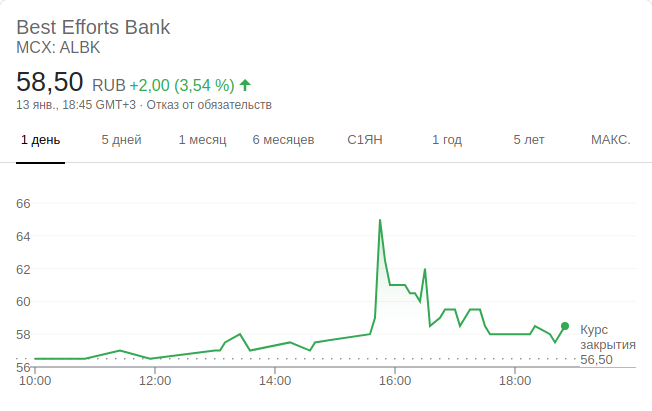 Best Efforts Bank
MCX: ALBK
58,50 RUB +2,00 (3,54 %)
13 янв., 18:45 GMT+3 · Отказ от обязательств
1 день 5 дней 1 месяц 6 месяцев С1ЯН 1 год 5 лет МАКС.
66
64
62
60
58
56
Курс
закрытия
56,50
10:00 12:00 14:00 16:00 18:00